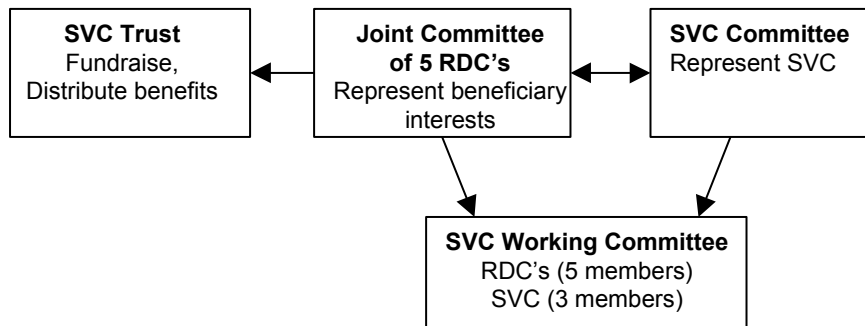 SVC Trust
Fundraise,
Distribute benefits
Joint Committee
of 5 RDC's
Represent beneficiary
interests
SVC Committee
Represent SVC
SVC Working Committee
RDC's (5 members)
SVC (3 members)